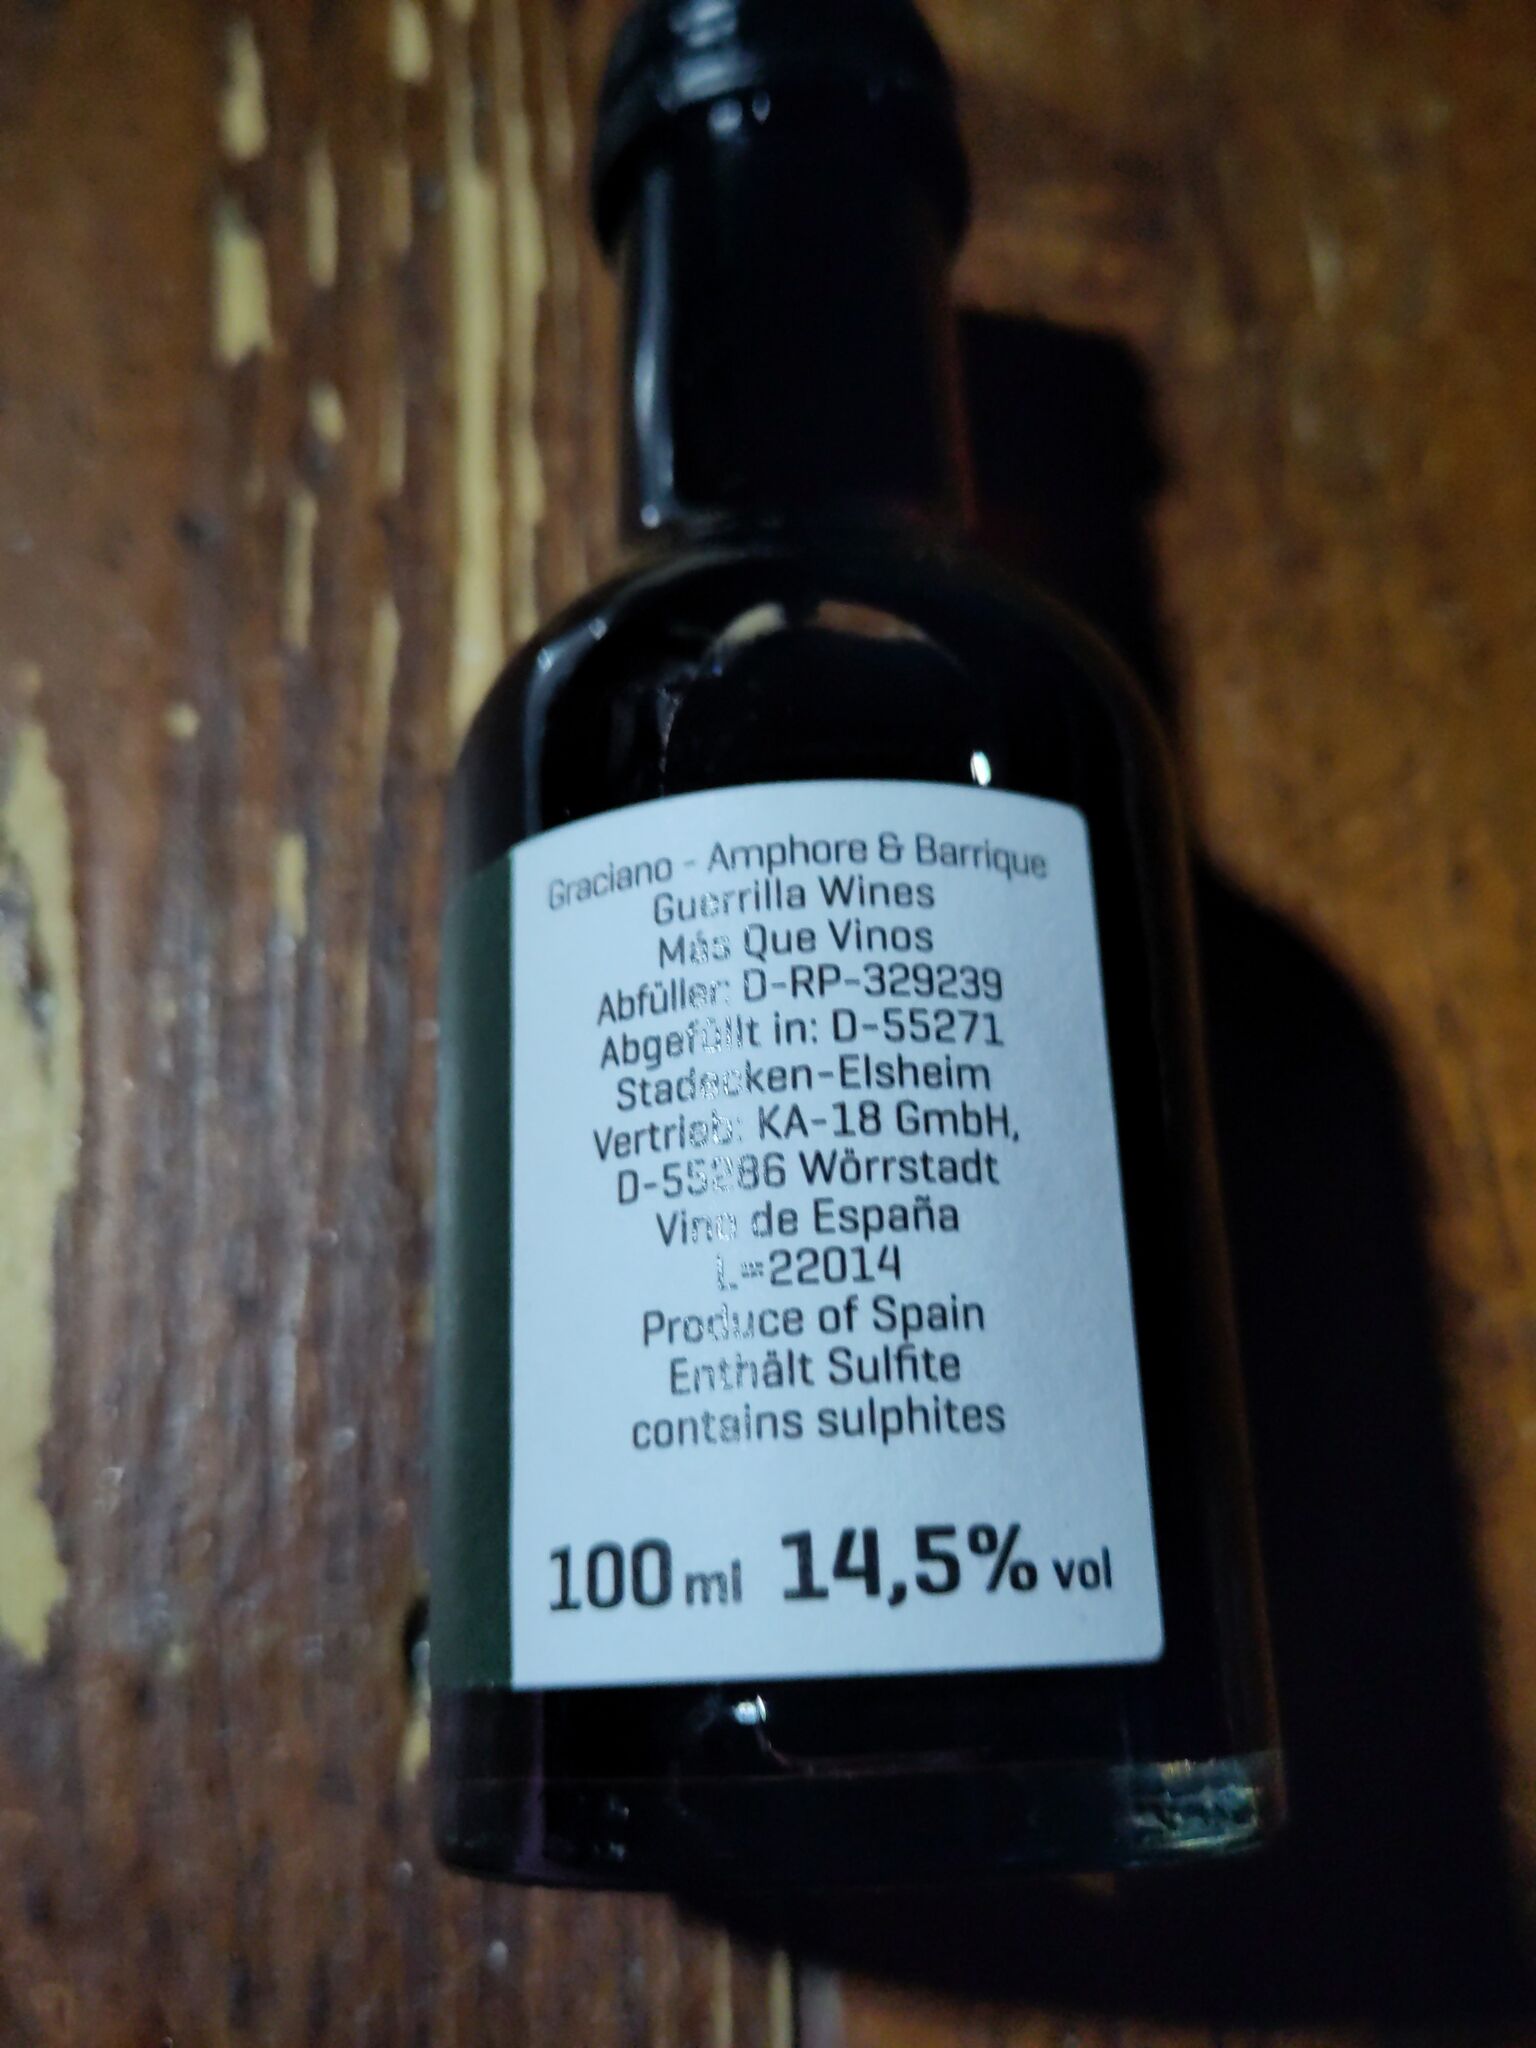 Graciano - Amphore & Barrique
Guerrilla Wines
Más Que Vinos
Abfüller: D-RP-329239
Abgefüllt in: D-55271
Stadecken-Elsheim
Vertrieb: KA-18 GmbH,
D-55286 Wörrstadt
Vino de España
L=22014
Produce of Spain
Enthält Sulfite
contains sulphites
100 ml 14,5% vol